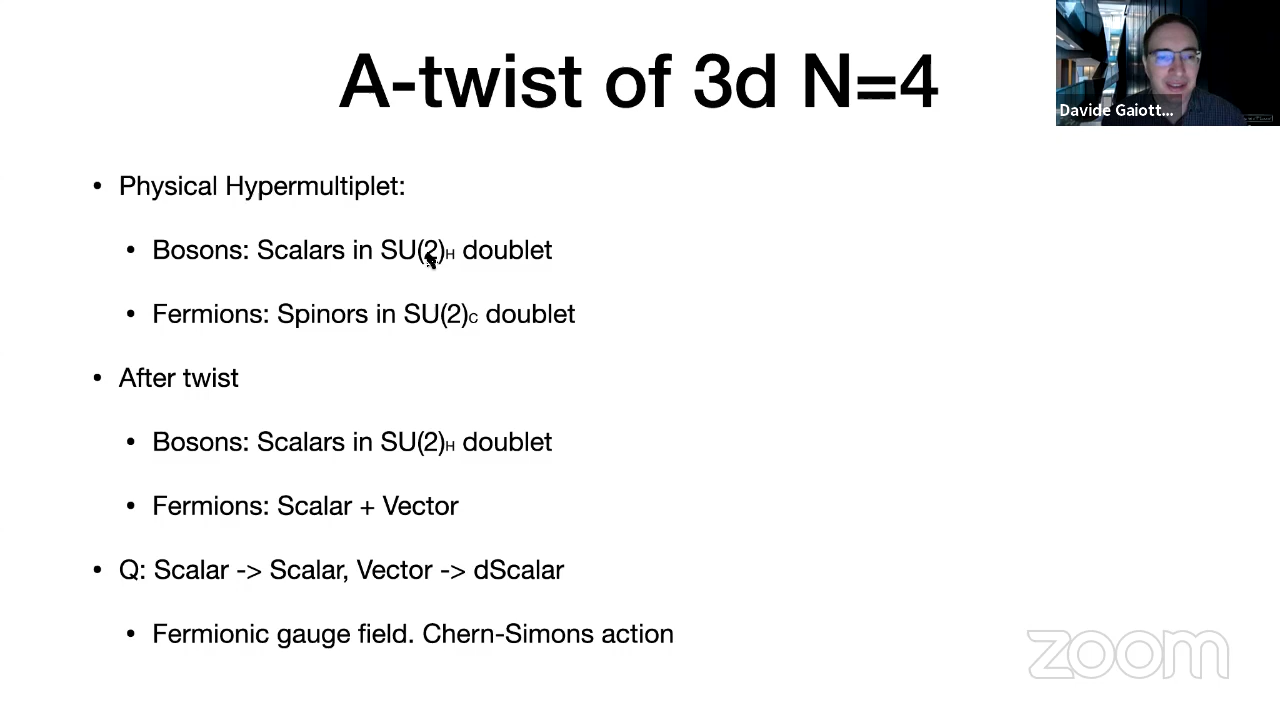 A-twist of 3d N=4
Davide Gaiott...
• Physical Hypermultiplet:
• Bosons: Scalars in SU(2)H doublet
• Fermions: Spinors in SU(2)C doublet
• After twist
• Bosons: Scalars in SU(2)H doublet
• Fermions: Scalar + Vector
• Q: Scalar -> Scalar, Vector -> dScalar
• Fermionic gauge field. Chern-Simons action
zoom